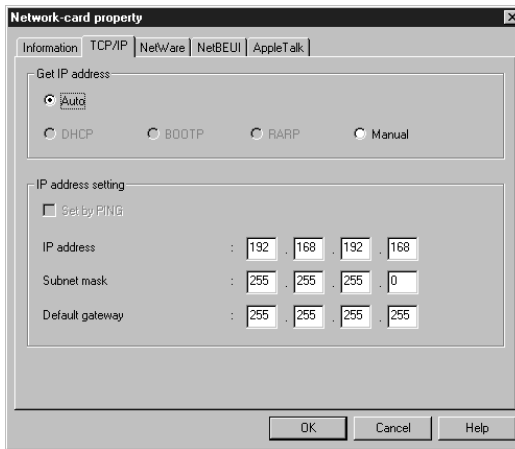 Network-card property
Information TCP/IP NetWare NetBEUI AppleTalk
Get IP address
Auto
DHCP BOOTP RARP Manual
IP address setting
Set by PING
IP address : 192 . 168 . 192 . 168
Subnet mask : 255 . 255 . 255 . 0
Default gateway : 255 . 255 . 255 . 255
OK Cancel Help